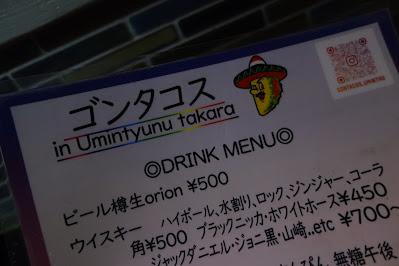 ゴンタコス
in Umintyunu takara
GONTACOS_UMINTYU
◎DRINK MENU◎
ビール樽生orion ¥500
ウイスキー ハイボール、水割り、ロック、ジンジャー、コーラ
角¥500 ブラックニッカ・ホワイトホース¥450
ジャックダニエル・ジョニ黒・山崎,..etc ¥700〜
無糖午後